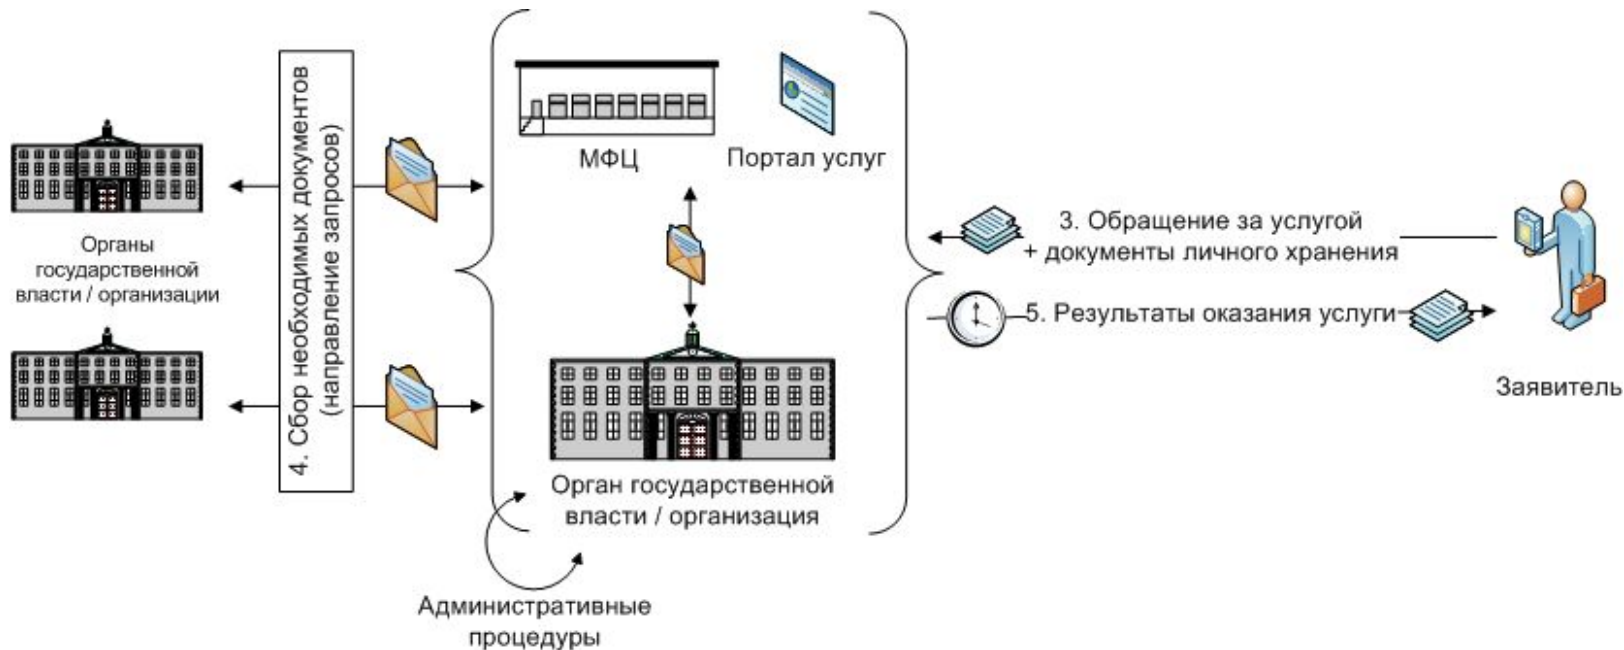 Органы
государственной
власти / организации
4. Сбор необходимых документов
(направление запросов)
МФЦ
Портал услуг
Орган государственной
власти / организация
Административные
процедуры
3. Обращение за услугой
+ документы личного хранения
5. Результаты оказания услуги
Заявитель